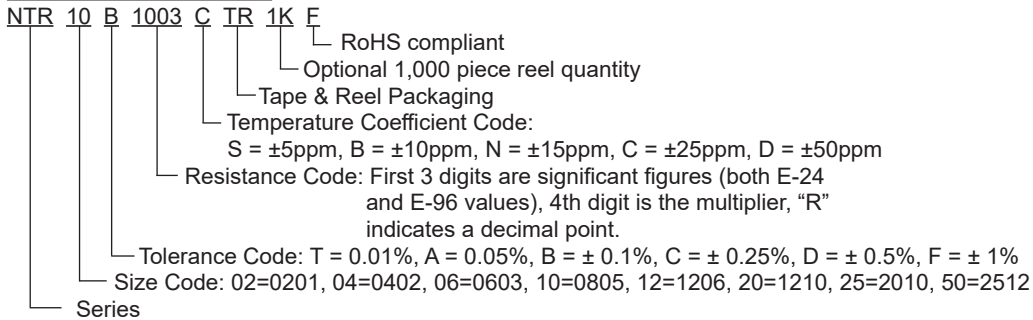 NTR 10 B 1003 C TR 1K F
RoHS compliant
Optional 1,000 piece reel quantity
Tape & Reel Packaging
Temperature Coefficient Code:
S = ±5ppm, B = ±10ppm, N = ±15ppm, C = ±25ppm, D = ±50ppm
Resistance Code: First 3 digits are significant figures (both E-24
and E-96 values), 4th digit is the multiplier, “R”
indicates a decimal point.
Tolerance Code: T = 0.01%, A = 0.05%, B = ± 0.1%, C = ± 0.25%, D = ± 0.5%, F = ± 1%
Size Code: 02=0201, 04=0402, 06=0603, 10=0805, 12=1206, 20=1210, 25=2010, 50=2512
Series